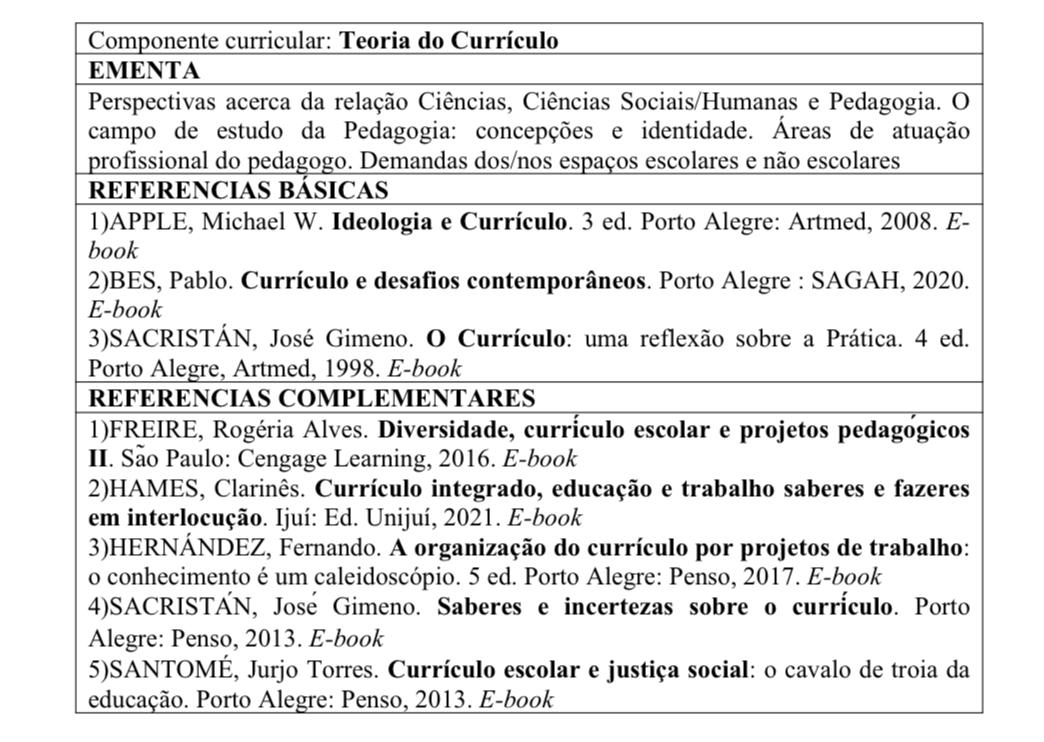 Componente curricular: Teoria do Currículo
EMENTA
Perspectivas acerca da relação Ciências, Ciências Sociais/Humanas e Pedagogia. O
campo de estudo da Pedagogia: concepções e identidade. Áreas de atuação
profissional do pedagogo. Demandas dos/nos espaços escolares e não escolares
REFERENCIAS BÁSICAS
1)APPLE, Michael W. Ideologia e Currículo. 3 ed. Porto Alegre: Artmed, 2008. E-
book
2)BES, Pablo. Currículo e desafios contemporâneos. Porto Alegre : SAGAH, 2020.
E-book
3)SACRISTÁN, José Gimeno. O Currículo: uma reflexão sobre a Prática. 4 ed.
Porto Alegre, Artmed, 1998. E-book
REFERENCIAS COMPLEMENTARES
1)FREIRE, Rogéria Alves. Diversidade, currículo escolar e projetos pedagógicos
II. São Paulo: Cengage Learning, 2016. E-book
2)HAMES, Clarinês. Currículo integrado, educação e trabalho saberes e fazeres
em interlocução. Ijuí: Ed. Unijuí, 2021. E-book
3)HERNÁNDEZ, Fernando. A organização do currículo por projetos de trabalho:
o conhecimento é um caleidoscópio. 5 ed. Porto Alegre: Penso, 2017. E-book
4)SACRISTÁN, José Gimeno. Saberes e incertezas sobre o currículo. Porto
Alegre: Penso, 2013. E-book
5)SANTOMÉ, Jurjo Torres. Currículo escolar e justiça social: o cavalo de troia da
educação. Porto Alegre: Penso, 2013. E-book